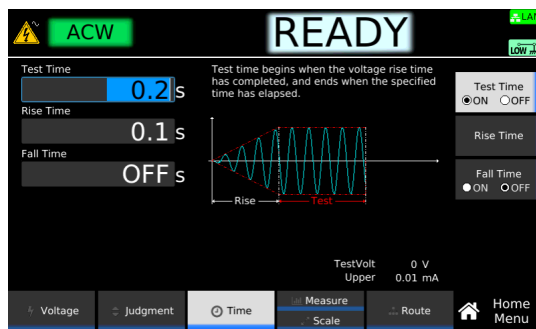 ACW
READY
LAN
LOW
Test Time
0.2 s
Rise Time
0.1 s
Fall Time
OFF s
Test time begins when the voltage rise time
has completed, and ends when the specified
time has elapsed.
Rise
Test
TestVolt 0 V
Upper 0.01 mA
Test Time
ON OFF
Rise Time
Fall Time
ON OFF
Voltage
Judgment
Time
Measure
Scale
Route
Home
Menu